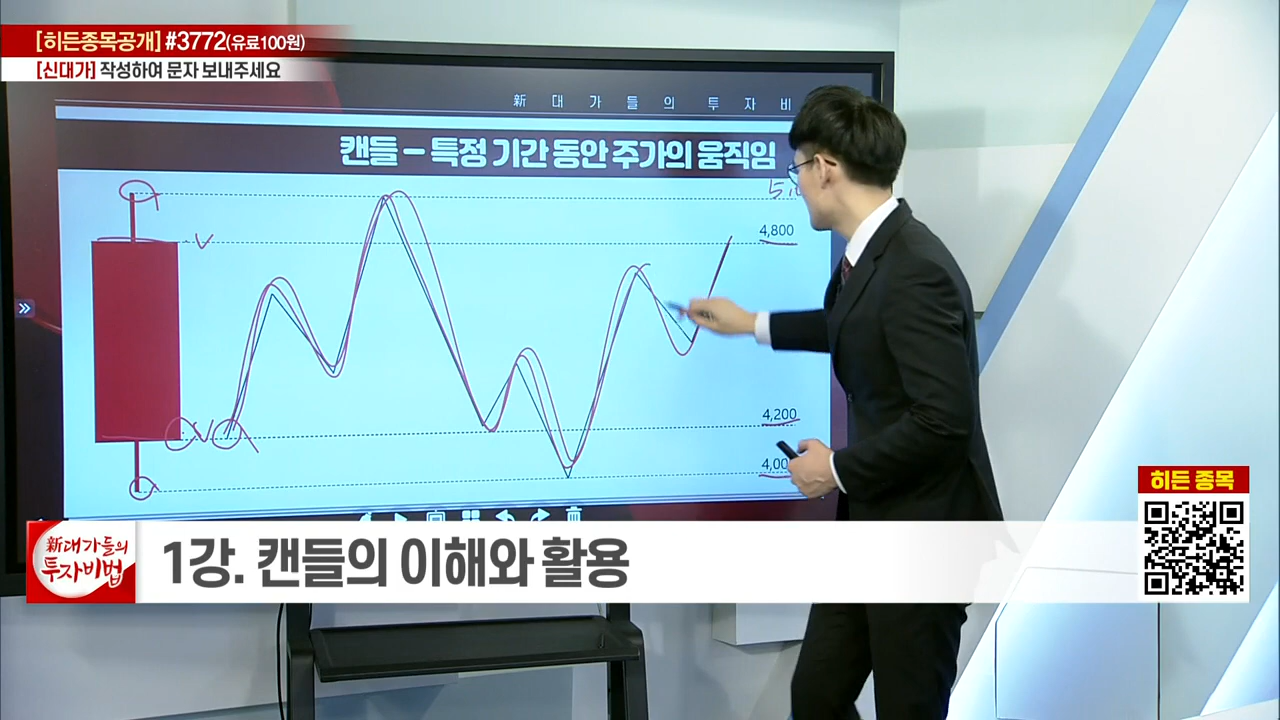 [히든종목공개] #3772(유료100원)
[신대가] 작성하여 문자 보내주세요
新 대 가 들 의 투 자 비
캔들 – 특정 기간 동안 주가의 움직임
4,800
4,200
히든 종목
新대가들의
투자비법
1강. 캔들의 이해와 활용